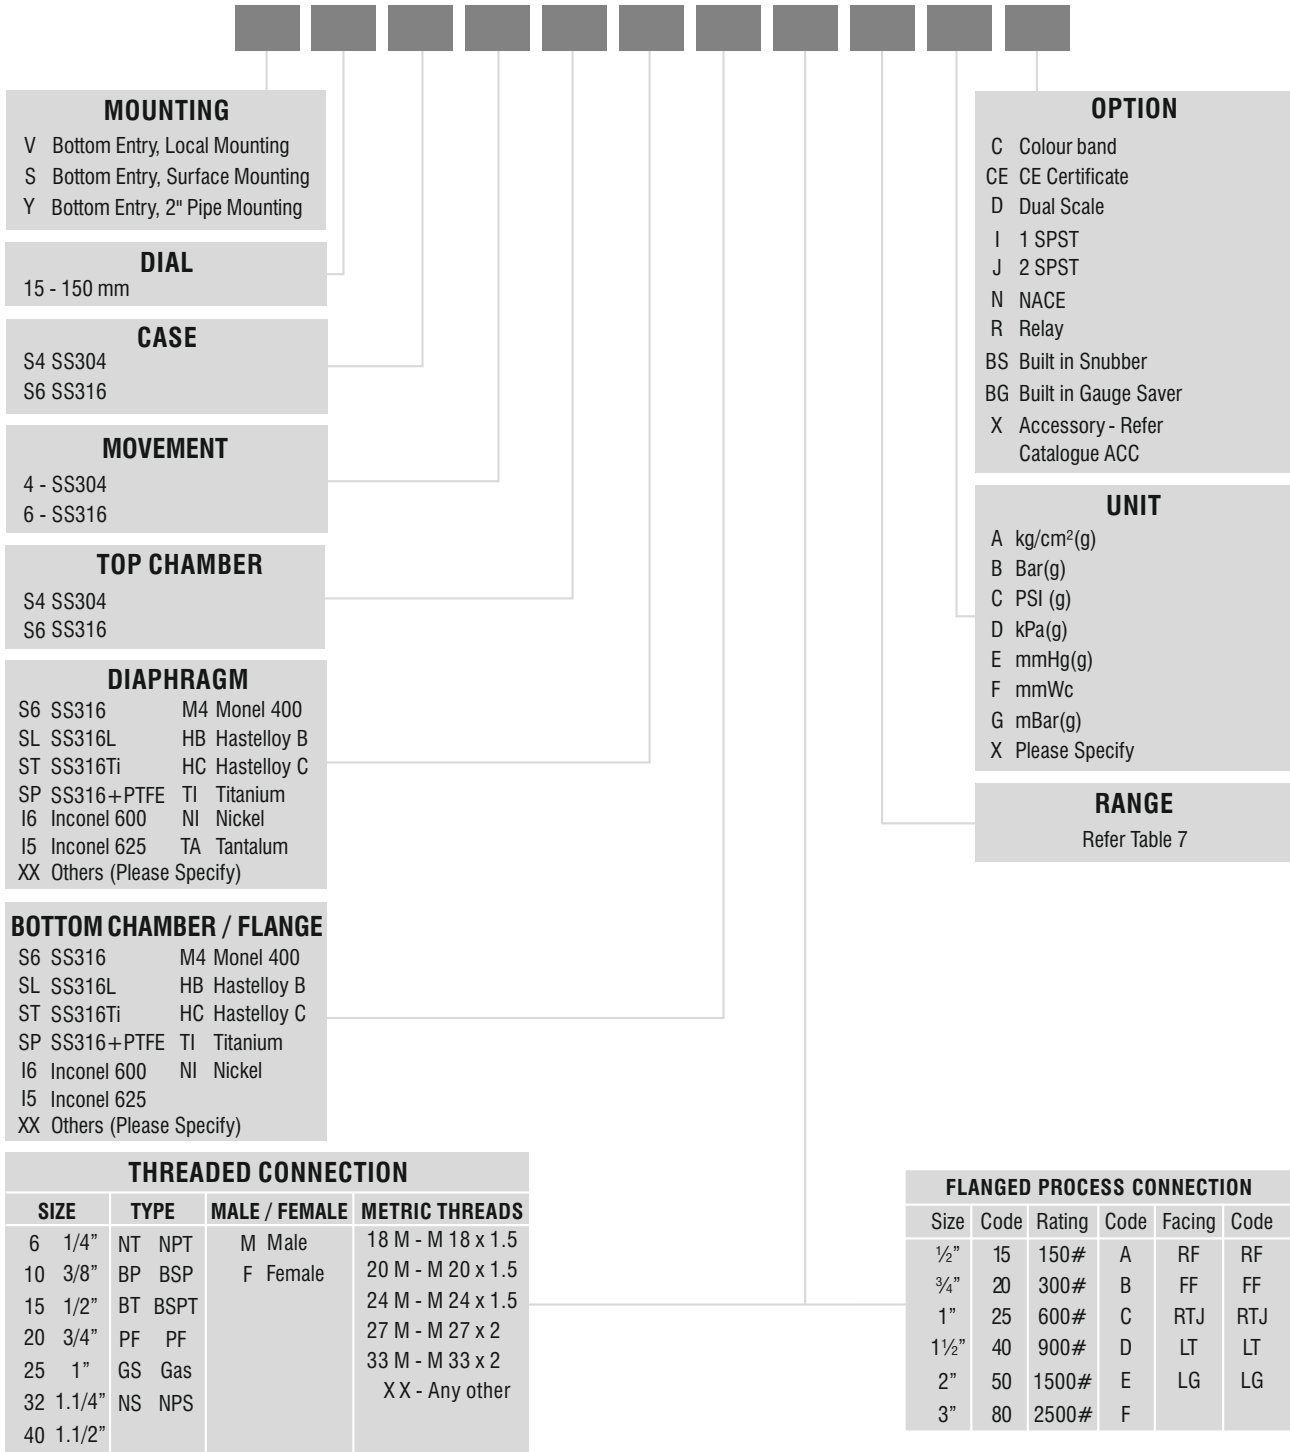 MOUNTING
V Bottom Entry, Local Mounting
S Bottom Entry, Surface Mounting
Y Bottom Entry, 2" Pipe Mounting
DIAL
15 - 150 mm
CASE
S4 SS304
S6 SS316
MOVEMENT
4 - SS304
6 - SS316
TOP CHAMBER
S4 SS304
S6 SS316
DIAPHRAGM
S6 SS316 M4 Monel 400
SL SS316L HB Hastelloy B
ST SS316Ti HC Hastelloy C
SP SS316+PTFE TI Titanium
I6 Inconel 600 NI Nickel
I5 Inconel 625 TA Tantalum
XX Others (Please Specify)
BOTTOM CHAMBER / FLANGE
S6 SS316 M4 Monel 400
SL SS316L HB Hastelloy B
ST SS316Ti HC Hastelloy C
SP SS316+PTFE TI Titanium
I6 Inconel 600 NI Nickel
I5 Inconel 625
XX Others (Please Specify)
THREADED CONNECTION
SIZE TYPE MALE / FEMALE METRIC THREADS
6 1/4” NT NPT M Male 18 M - M 18 x 1.5
10 3/8” BP BSP F Female 20 M - M 20 x 1.5
15 1/2” BT BSPT 24 M - M 24 x 1.5
20 3/4” PF PF 27 M - M 27 x 2
25 1” GS Gas 33 M - M 33 x 2
32 1.1/4” NS NPS X X - Any other
40 1.1/2”
OPTION
C Colour band
CE CE Certificate
D Dual Scale
I 1 SPST
J 2 SPST
N NACE
R Relay
BS Built in Snubber
BG Built in Gauge Saver
X Accessory - Refer
Catalogue ACC
UNIT
A kg/cm²(g)
B Bar(g)
C PSI (g)
D kPa(g)
E mmHg(g)
F mmWc
G mBar(g)
X Please Specify
RANGE
Refer Table 7
FLANGED PROCESS CONNECTION
Size Code Rating Code Facing Code
½” 15 150# A RF RF
¾” 20 300# B FF FF
1” 25 600# C RTJ RTJ
1½” 40 900# D LT LT
2” 50 1500# E LG LG
3” 80 2500# F